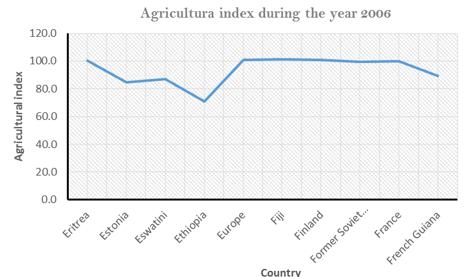 Agricultura index during the year 2006
120.0
100.0
80.0
60.0
40.0
20.0
0.0
Agricultural Index
Eritrea
Estonia
Eswatini
Ethiopia
Europe
Fiji
Finland
Former Soviet...
France
French Guiana
Country